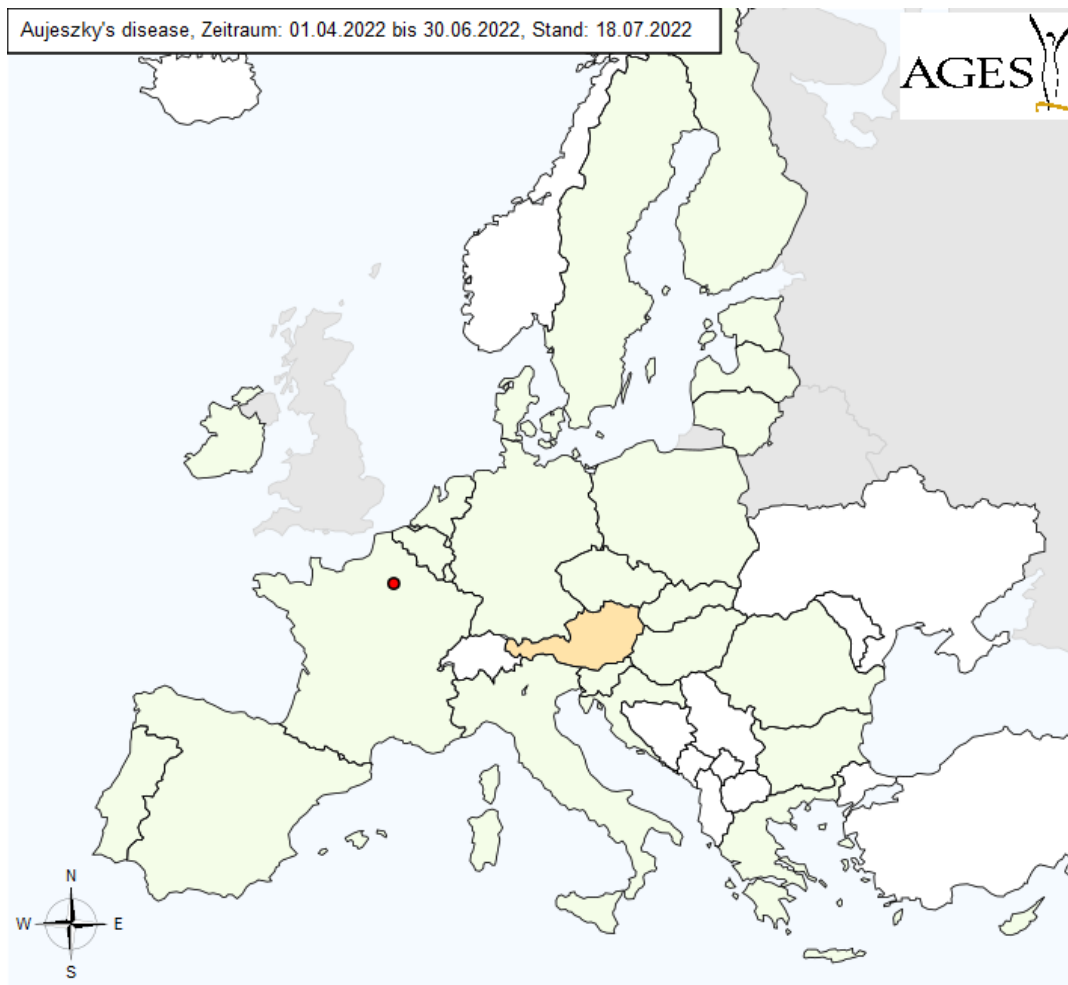 Aujeszky's disease, Zeitraum: 01.04.2022 bis 30.06.2022, Stand: 18.07.2022
AGES
N
W E
S